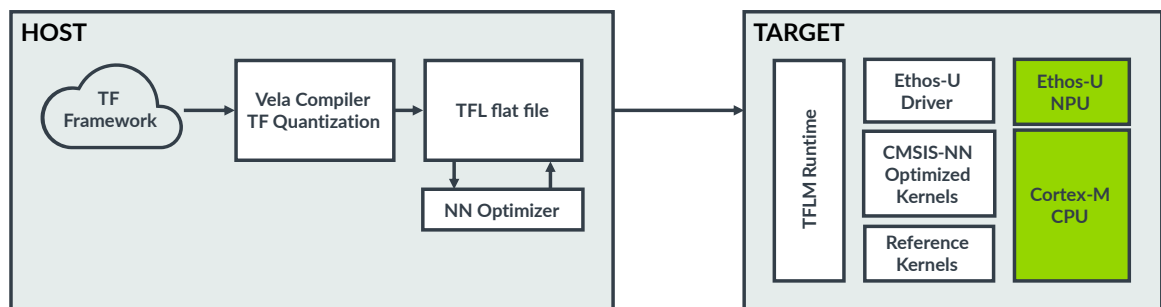 HOST
TF
Framework
Vela Compiler
TF Quantization
TFL flat file
NN Optimizer
TARGET
TFLM Runtime
Ethos-U
Driver
CMSIS-NN
Optimized
Kernels
Reference
Kernels
Ethos-U
NPU
Cortex-M
CPU